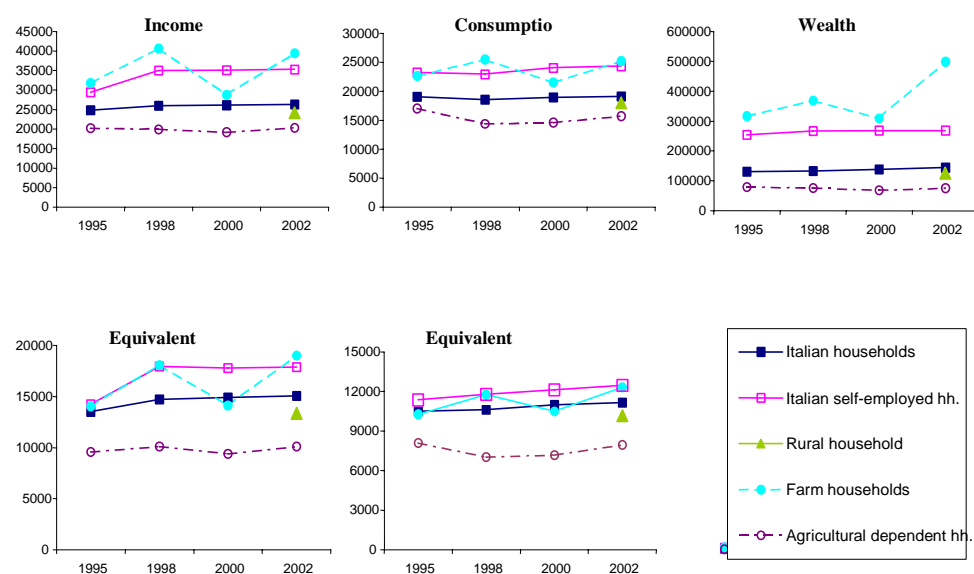 Income
45000
40000
35000
30000
25000
20000
15000
10000
5000
0
1995 1998 2000 2002
Consumptio
30000
25000
20000
15000
10000
5000
0
1995 1998 2000 2002
Wealth
600000
500000
400000
300000
200000
100000
0
1995 1998 2000 2002
Equivalent
20000
15000
10000
5000
0
1995 1998 2000 2002
Equivalent
15000
12000
9000
6000
3000
0
1995 1998 2000 2002
Italian households
Italian self-employed hh.
Rural household
Farm households
Agricultural dependent hh.